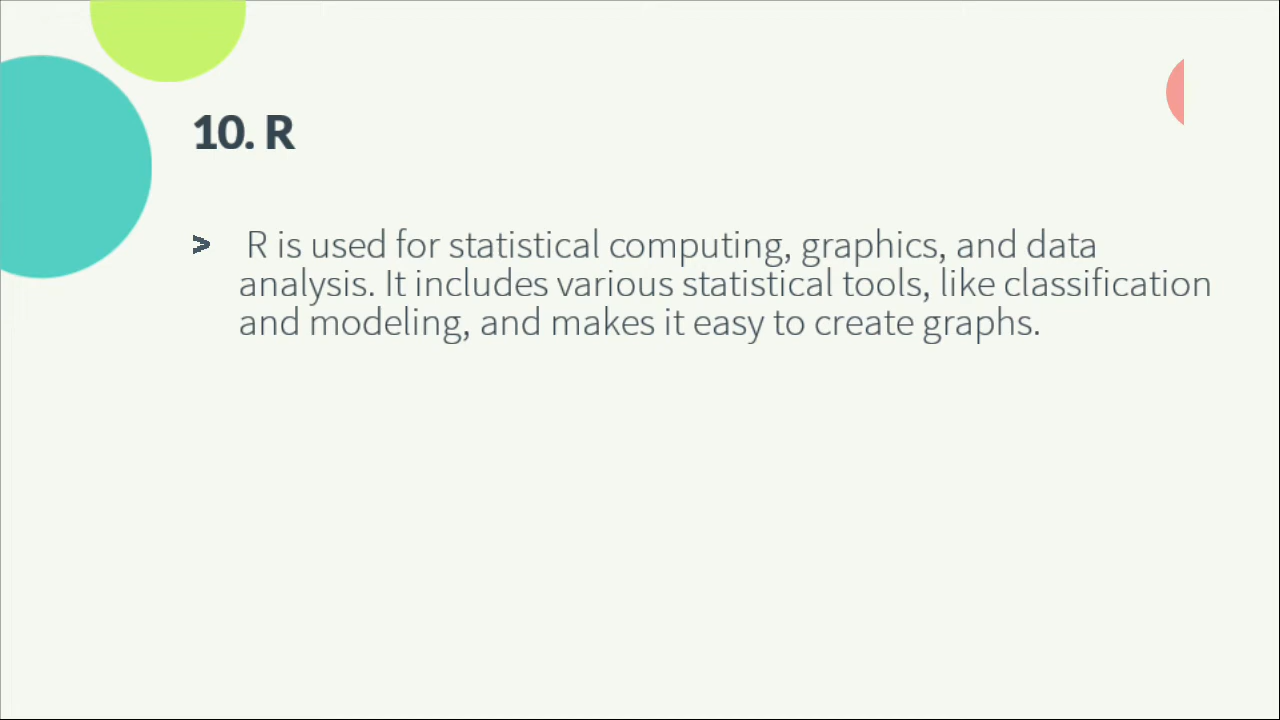 10. R
> R is used for statistical computing, graphics, and data
analysis. It includes various statistical tools, like classification
and modeling, and makes it easy to create graphs.